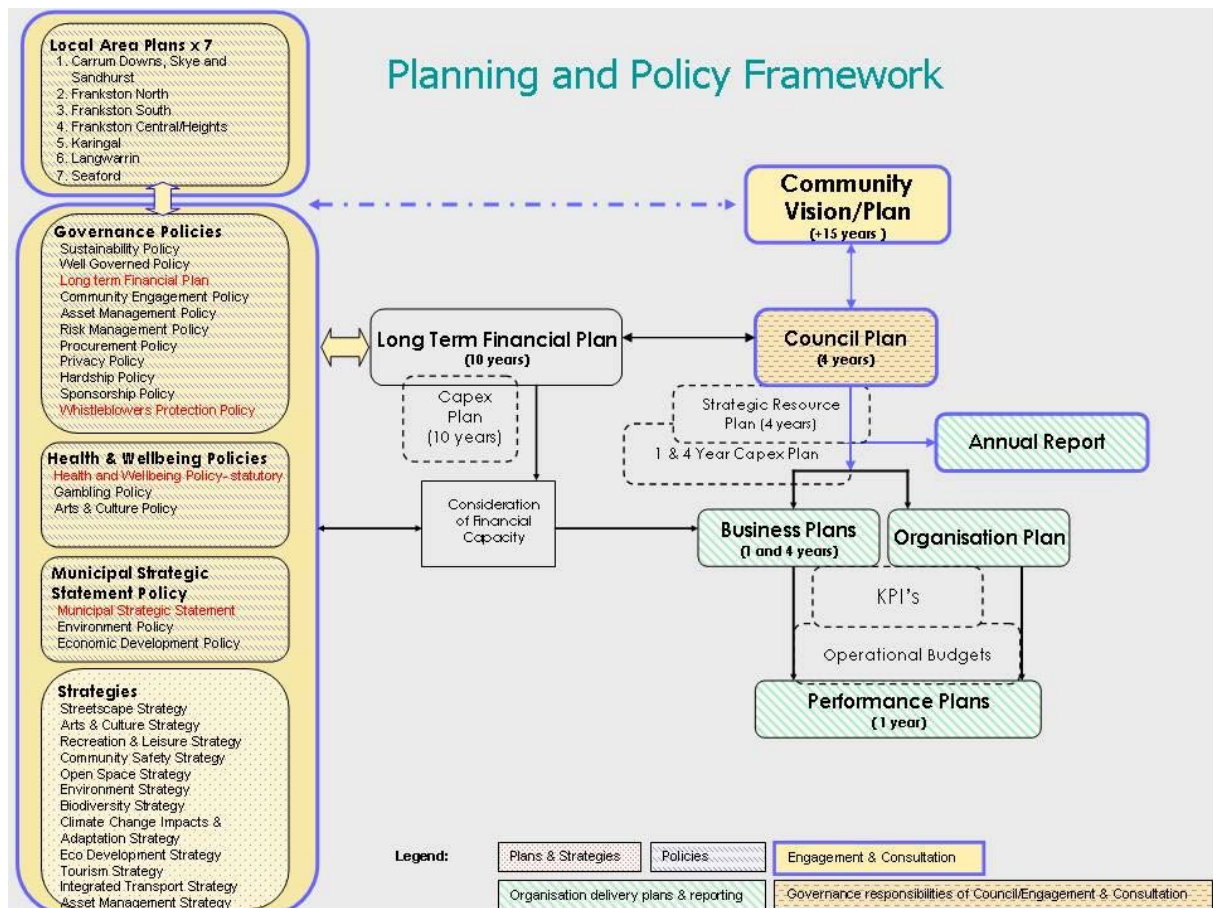 Planning and Policy Framework
Local Area Plans x 7
1. Carrum Downs, Skye and
Sandhurst
2. Frankston North
3. Frankston South
4. Frankston Central/Heights
5. Karingal
6. Langwarrin
7. Seaford
Governance Policies
Sustainability Policy
Well Governed Policy
Long term Financial Plan
Community Engagement Policy
Asset Management Policy
Risk Management Policy
Procurement Policy
Privacy Policy
Hardship Policy
Sponsorship Policy
Whistleblowers Protection Policy
Health & Wellbeing Policies
Health and Wellbeing Policy- statutory
Gambling Policy
Arts & Culture Policy
Municipal Strategic
Statement Policy
Municipal Strategic Statement
Environment Policy
Economic Development Policy
Strategies
Streetscape Strategy
Arts & Culture Strategy
Recreation & Leisure Strategy
Community Safety Strategy
Open Space Strategy
Environment Strategy
Biodiversity Strategy
Climate Change Impacts &
Adaptation Strategy
Eco Development Strategy
Tourism Strategy
Integrated Transport Strategy
Asset Management Strategy
Community
Vision/Plan
(+15 years )
Long Term Financial Plan
(10 years)
Council Plan
(4 years)
Capex
Plan
(10 years)
Strategic Resource
Plan (4 years)
1 & 4 Year Capex Plan
Annual Report
Consideration
of Financial
Capacity
Business Plans
(1 and 4 years)
Organisation Plan
KPI's
Operational Budgets
Performance Plans
(1 year)
Legend:
Plans & Strategies
Policies
Engagement & Consultation
Organisation delivery plans & reporting
Governance responsibilities of Council/Engagement & Consultation